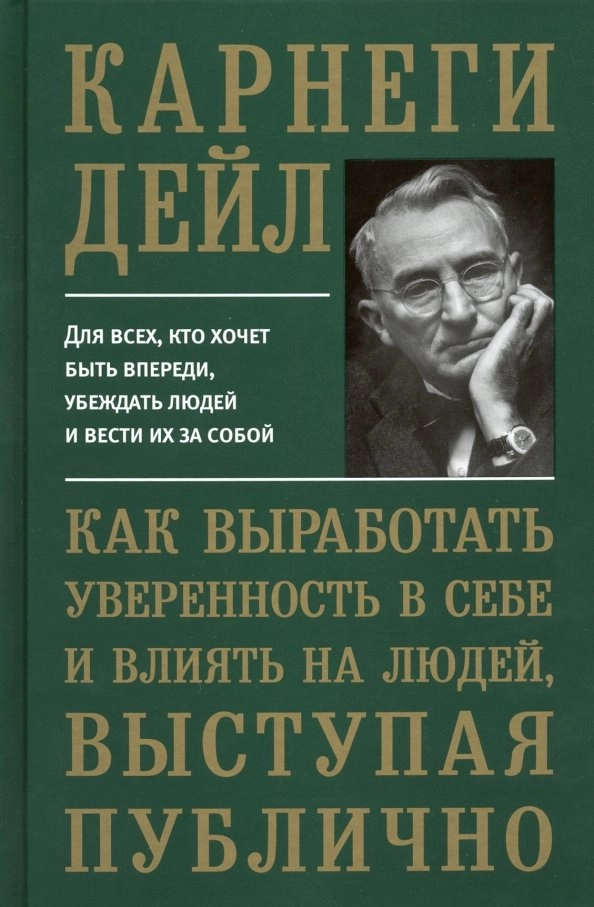 КАРНЕГИ
ДЕЙЛ
Для всех, кто хочет
быть впереди,
убеждать людей
и вести их за собой
Как выработать
уверенность в себе
и влиять на людей,
выступая
публично